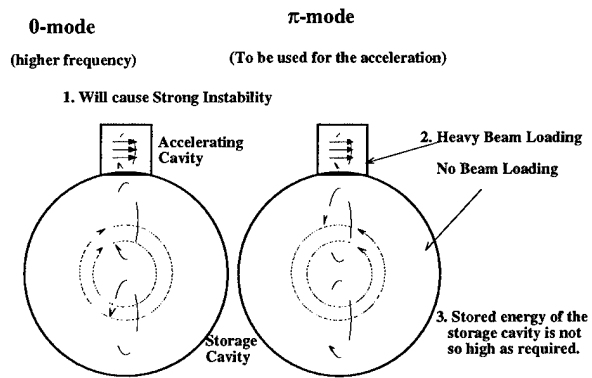 0-mode
(higher frequency)
π-mode
(To be used for the acceleration)
1. Will cause Strong Instability
Accelerating
Cavity
2. Heavy Beam Loading
No Beam Loading
Storage
Cavity
3. Stored energy of the
storage cavity is not
so high as required.